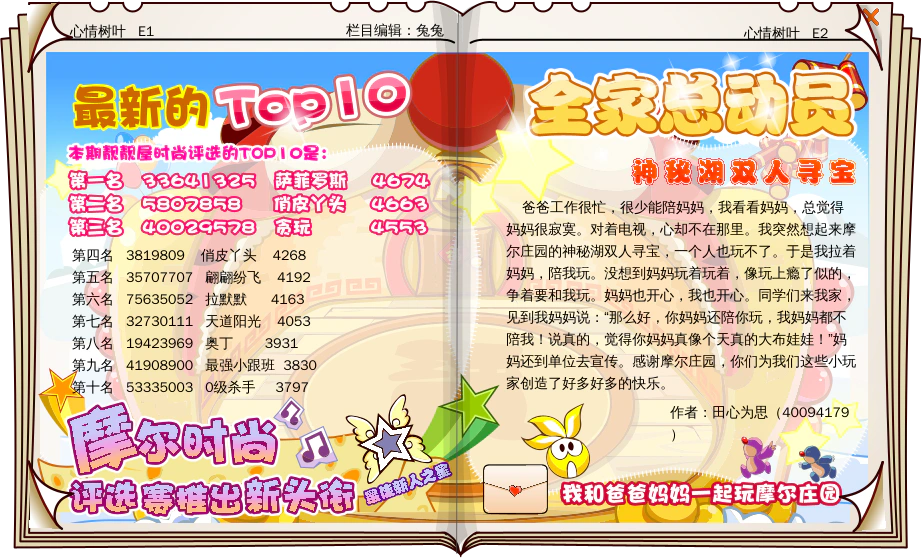 心情树叶 E1
栏目编辑：兔兔
最新的Top10
本期靓靓屋时尚评选的TOP10是：
第一名 33641325 萨菲罗斯 4674
第二名 5807858 俏皮丫头 4663
第三名 40029578 贪玩 4553
第四名 3819809 俏皮丫头 4268
第五名 35707707 翩翩纷飞 4192
第六名 75635052 拉默默 4163
第七名 32730111 天道阳光 4053
第八名 19423969 奥丁 3931
第九名 41908900 最强小跟班 3830
第十名 53335003 0级杀手 3797
摩尔时尚
评选赛推出新头衔
星法新人之星
心情树叶 E2
全家总动员
神秘湖双人寻宝
爸爸工作很忙，很少能陪妈妈，我看看妈妈，总觉得
妈妈很寂寞。对着电视，心却不在那里。我突然想起来摩
尔庄园的神秘湖双人寻宝，一个人也玩不了。于是我拉着
妈妈，陪我玩。没想到妈妈玩着玩着，像玩上瘾了似的，
争着要和我玩。妈妈也开心，我也开心。同学们来我家，
见到我妈妈说：“那么好，你妈妈还陪你玩，我妈妈都不
陪我！说真的，觉得你妈妈真像个天真的大布娃娃！”妈
妈还到单位去宣传。感谢摩尔庄园，你们为我们这些小玩
家创造了好多好多的快乐。
作者：田心为思（40094179
）
我和爸爸妈妈一起玩摩尔庄园